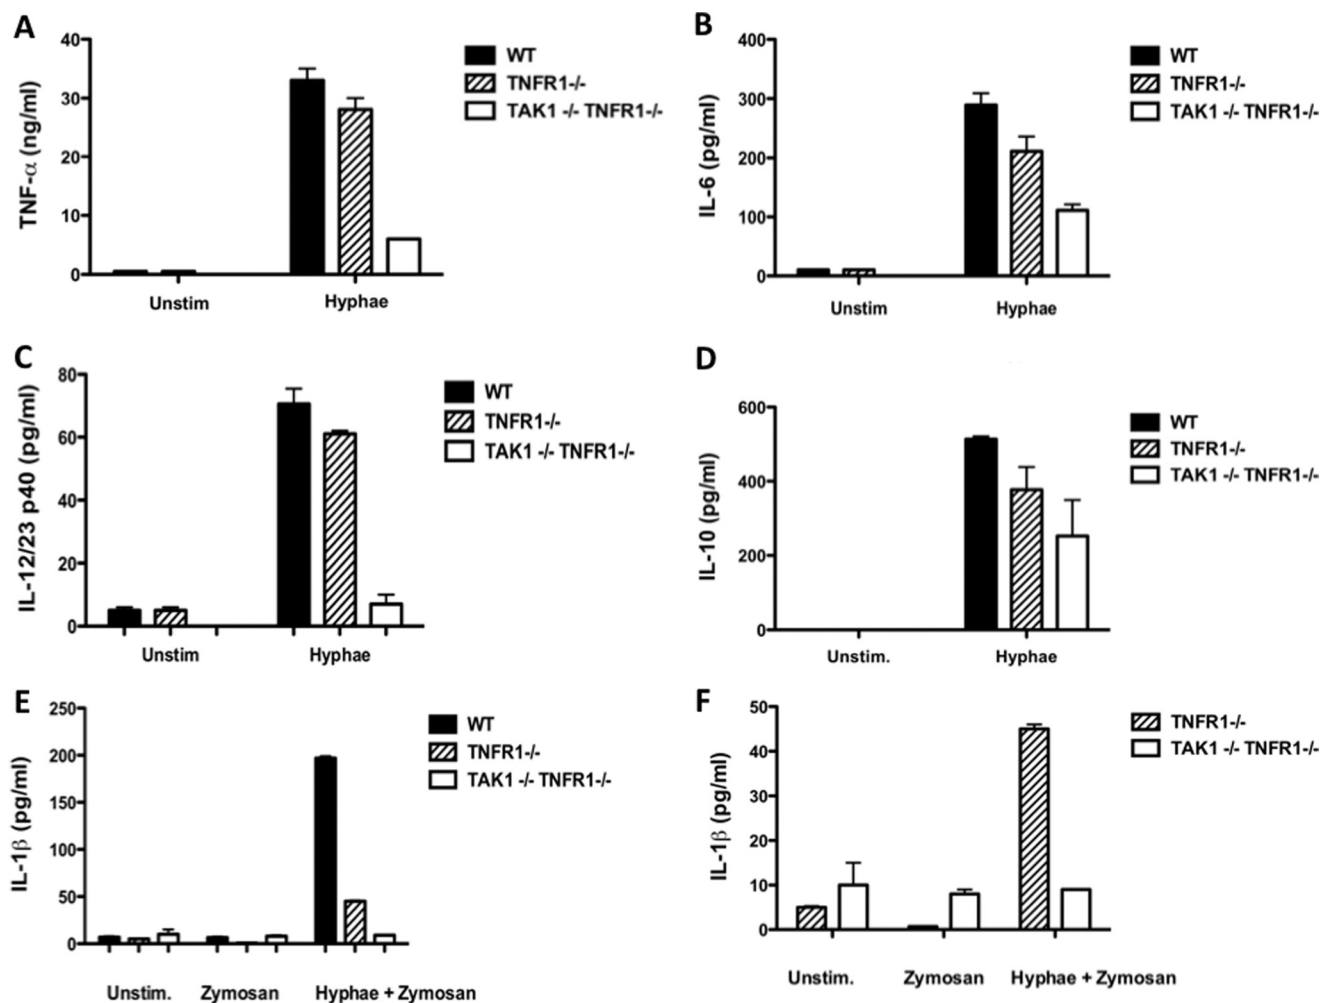 A
TNF-α (ng/ml)
40
30
20
10
0
Unstim
Hyphae
WT
TNFR1-/-
TAK1 -/- TNFR1-/-
B
IL-6 (pg/ml)
400
300
200
100
0
Unstim
Hyphae
WT
TNFR1-/-
TAK1 -/- TNFR1-/-
C
IL-12/23 p40 (pg/ml)
80
60
40
20
0
Unstim
Hyphae
WT
TNFR1-/-
TAK1 -/- TNFR1-/-
D
IL-10 (pg/ml)
600
400
200
0
Unstim.
Hyphae
WT
TNFR1-/-
TAK1 -/- TNFR1-/-
E
IL-1β (pg/ml)
250
200
150
100
50
0
Unstim.
Zymosan
Hyphae + Zymosan
WT
TNFR1-/-
TAK1 -/- TNFR1-/-
F
IL-1β (pg/ml)
50
40
30
20
10
0
Unstim.
Zymosan
Hyphae + Zymosan
TNFR1-/-
TAK1 -/- TNFR1-/-